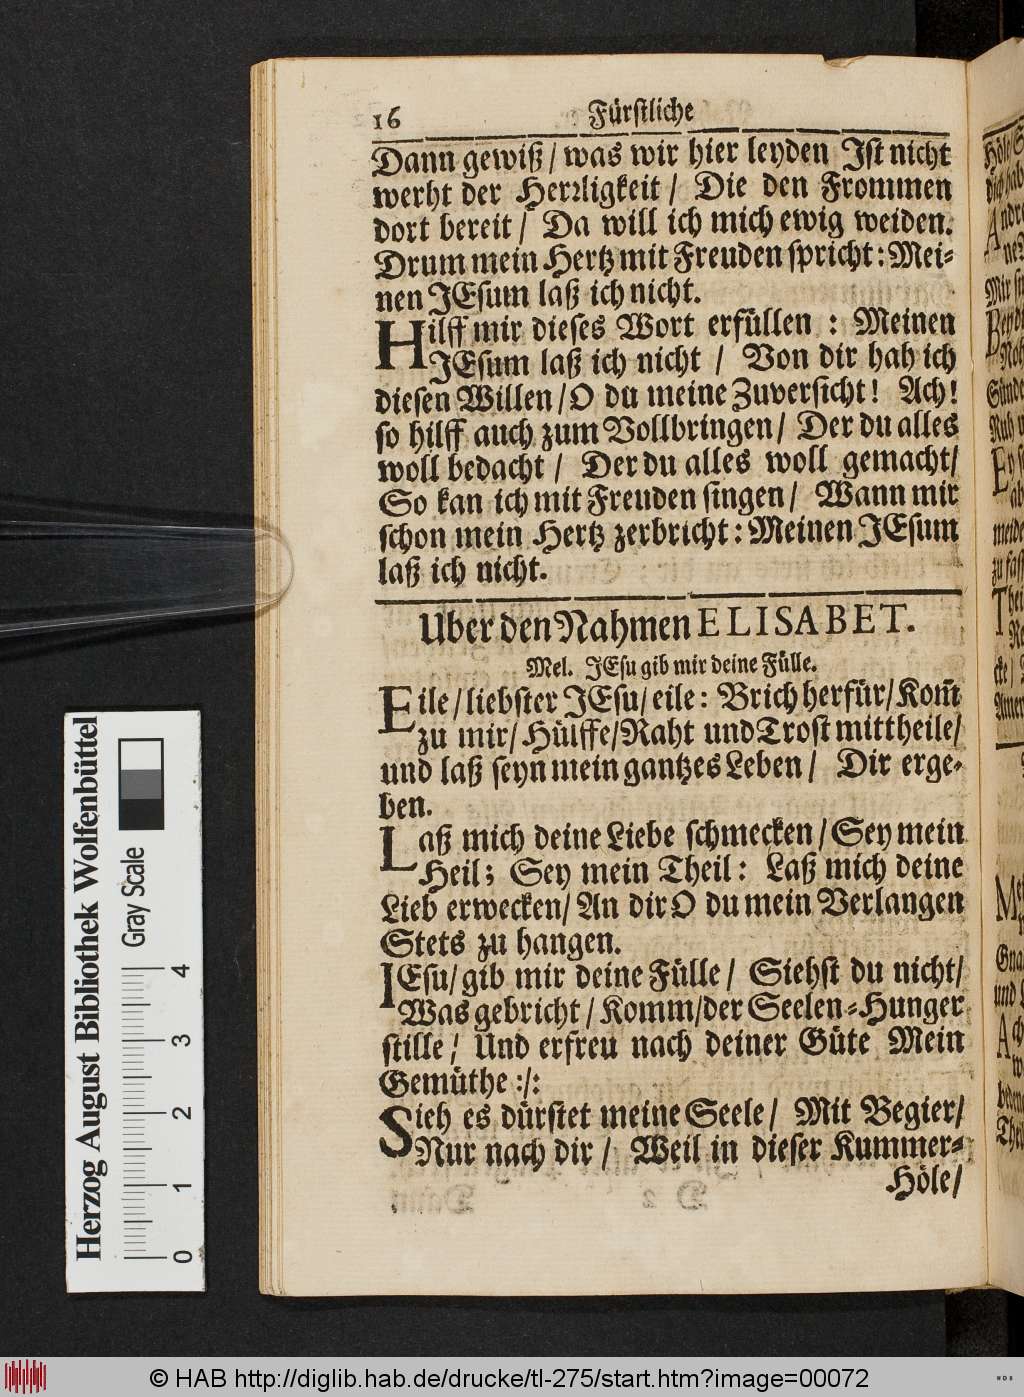 16 Fürstliche
Dann gewiß / was wir hier leyden Ist nicht
werht der Herrligkeit / Die den Frommen
dort bereit / Da will ich mich ewig weiden.
Drum mein Hertz mit Freuden spricht: Mei-
nen JEsum laß ich nicht.
Hilff mir dieses Wort erfüllen : Meinen
JEsum laß ich nicht / Von dir hab ich
diesen Willen / O du meine Zuversicht! Ach!
so hilff auch zum Vollbringen / Der du alles
woll bedacht / Der du alles woll gemacht /
So kan ich mit Freuden singen / Wann mir
schon mein Hertz zerbricht: Meinen JEsum
laß ich nicht.
Uber den Nahmen ELISABET.
Mel. JEsu gib mir deine Fülle.
Eile / liebster JEsu / eile: Brich herfür / Kom̃
zu mir / Hülffe / Raht und Trost mittheile /
und laß seyn mein gantzes Leben / Dir erge-
ben.
Laß mich deine Liebe schmecken / Sey mein
Heil; Sey mein Theil: Laß mich deine
Lieb erwecken / An dir O du mein Verlangen
Stets zu hangen.
JEsu / gib mir deine Fülle / Siehst du nicht /
Was gebricht / Komm / der Seelen-Hunger
stille / Und erfreu nach deiner Güte Mein
Gemüthe :/:
Sieh es dürstet meine Seele / Mit Begier /
Nur nach dir / Weil in dieser Kummer-
Höle /
Herzog August Bibliothek Wolfenbüttel
Gray Scale
0 1 2 3 4
© HAB http://diglib.hab.de/drucke/tl-275/start.htm?image=00072